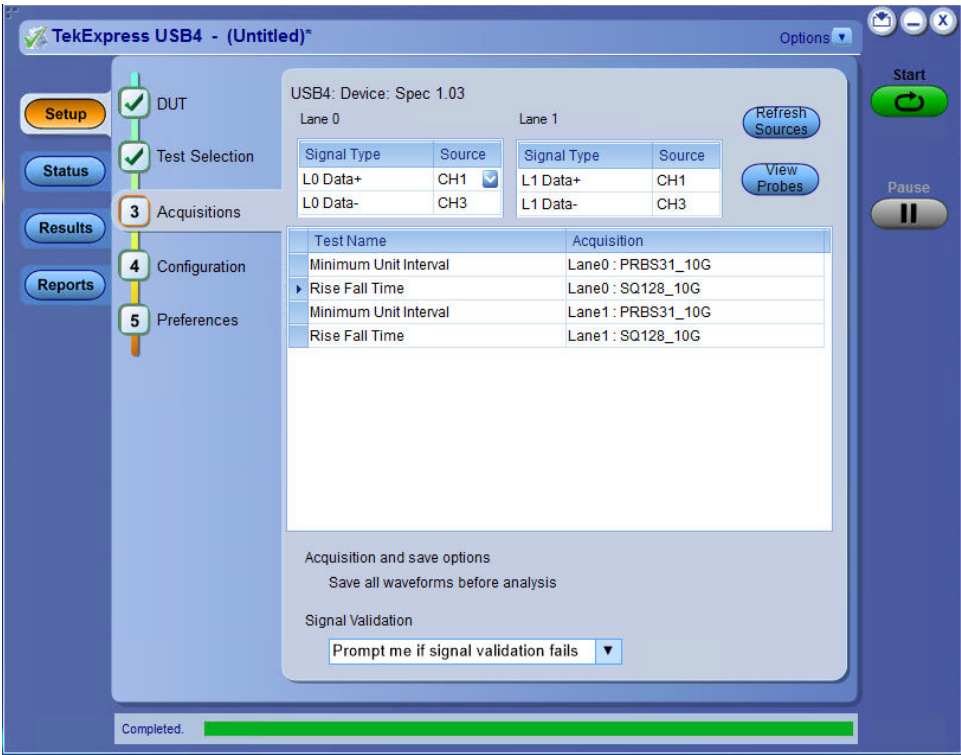 TekExpress USB4 - (Untitled)*
Options
Start
Pause
Setup
Status
Results
Reports
DUT
Test Selection
3 Acquisitions
4 Configuration
5 Preferences
USB4: Device: Spec 1.03
Lane 0
Lane 1
Refresh Sources
View Probes
Signal Type Source
L0 Data+ CH1
L0 Data- CH3
Signal Type Source
L1 Data+ CH1
L1 Data- CH3
Test Name Acquisition
Minimum Unit Interval Lane0 : PRBS31_10G
Rise Fall Time Lane0 : SQ128_10G
Minimum Unit Interval Lane1 : PRBS31_10G
Rise Fall Time Lane1 : SQ128_10G
Acquisition and save options
Save all waveforms before analysis
Signal Validation
Prompt me if signal validation fails
Completed.